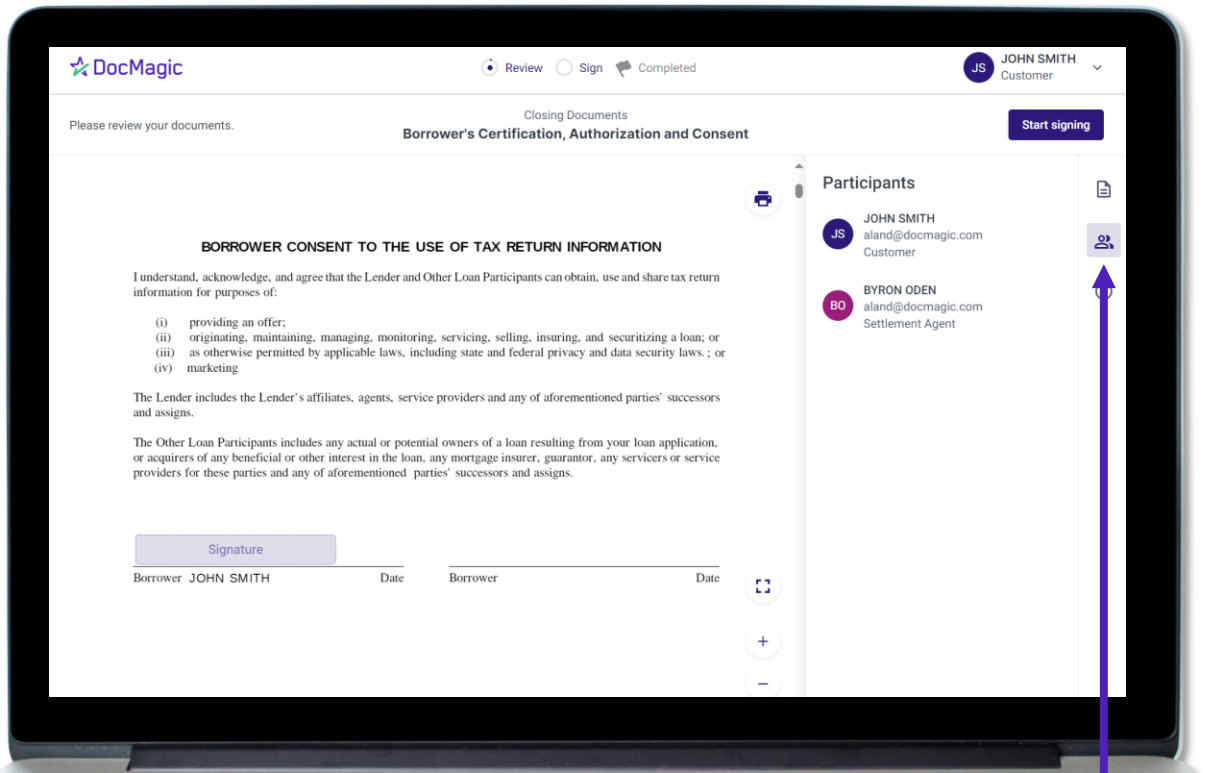 DocMagic
Review Sign Completed
JS JOHN SMITH
Customer
Please review your documents.
Closing Documents
Borrower's Certification, Authorization and Consent
Start signing
BORROWER CONSENT TO THE USE OF TAX RETURN INFORMATION
I understand, acknowledge, and agree that the Lender and Other Loan Participants can obtain, use and share tax return
information for purposes of:
(i) providing an offer;
(ii) originating, maintaining, managing, monitoring, servicing, selling, insuring, and securitizing a loan; or
(iii) as otherwise permitted by applicable laws, including state and federal privacy and data security laws. ; or
(iv) marketing
The Lender includes the Lender's affiliates, agents, service providers and any of aforementioned parties' successors
and assigns.
The Other Loan Participants includes any actual or potential owners of a loan resulting from your loan application,
or acquirers of any beneficial or other interest in the loan, any mortgage insurer, guarantor, any servicers or service
providers for these parties and any of aforementioned parties' successors and assigns.
Signature
Borrower JOHN SMITH Date Borrower Date
Participants
JS
JOHN SMITH
aland@docmagic.com
Customer
BO
BYRON ODEN
aland@docmagic.com
Settlement Agent